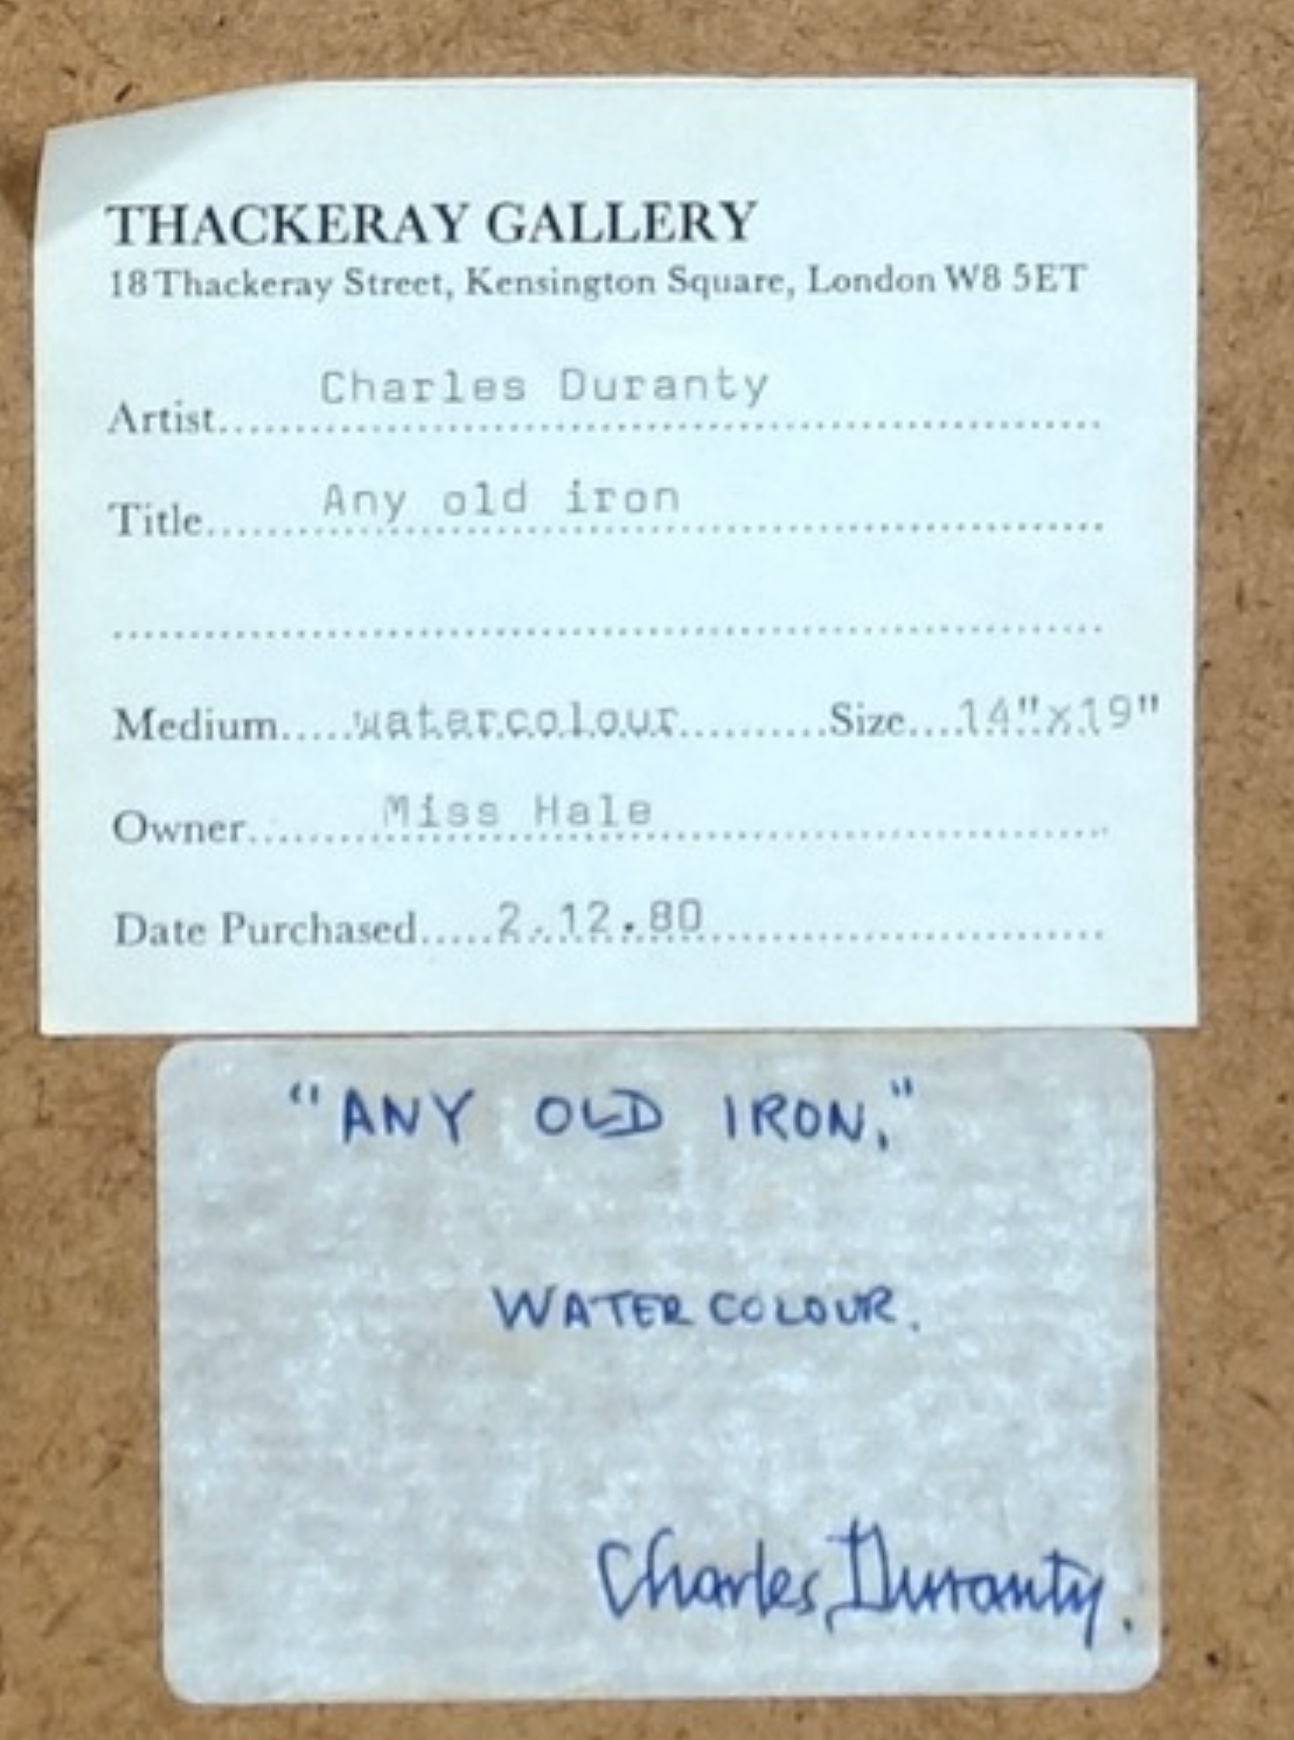 THACKERAY GALLERY
18 Thackeray Street, Kensington Square, London W8 5ET
Artist Charles Duranty
Title Any old iron
Medium watercolour Size 14"x19"
Owner Miss Hale
Date Purchased 2.12.80
"ANY OLD IRON."
WATER COLOUR.
Charles Duranty.